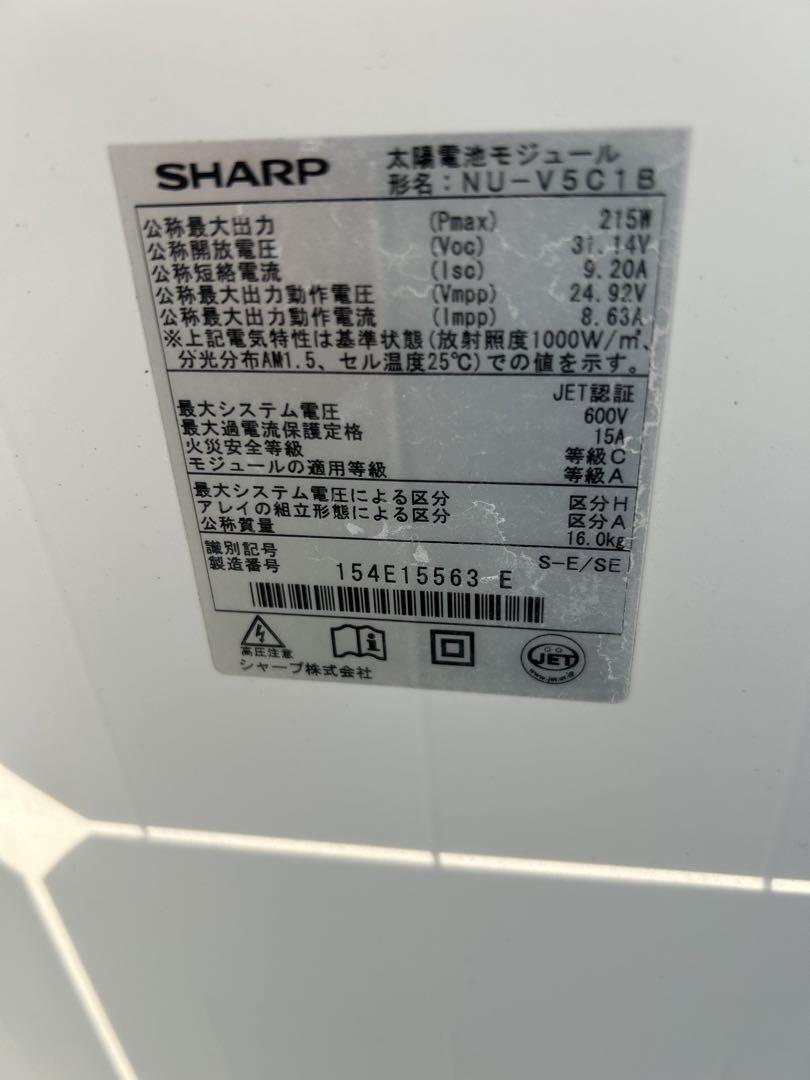 SHARP 太陽電池モジュール
形名：NU－V5C1B
公称最大出力 (Pmax) 215W
公称開放電圧 (Voc) 31.14V
公称短絡電流 (Isc) 9.20A
公称最大出力動作電圧 (Vmpp) 24.92V
公称最大出力動作電流 (Impp) 8.63A
※上記電気特性は基準状態(放射照度1000W/㎡、
分光分布AM1.5、セル温度25℃)での値を示す。
JET認証
最大システム電圧 600V
最大過電流保護定格 15A
火災安全等級 等級C
モジュールの適用等級 等級A
最大システム電圧による区分 区分H
アレイの組立形態による区分 区分A
公称質量 16.0kg
識別記号 S-E/SE
製造番号 154E15563 E
高圧注意
JET
www.jet.or.jp
シャープ株式会社